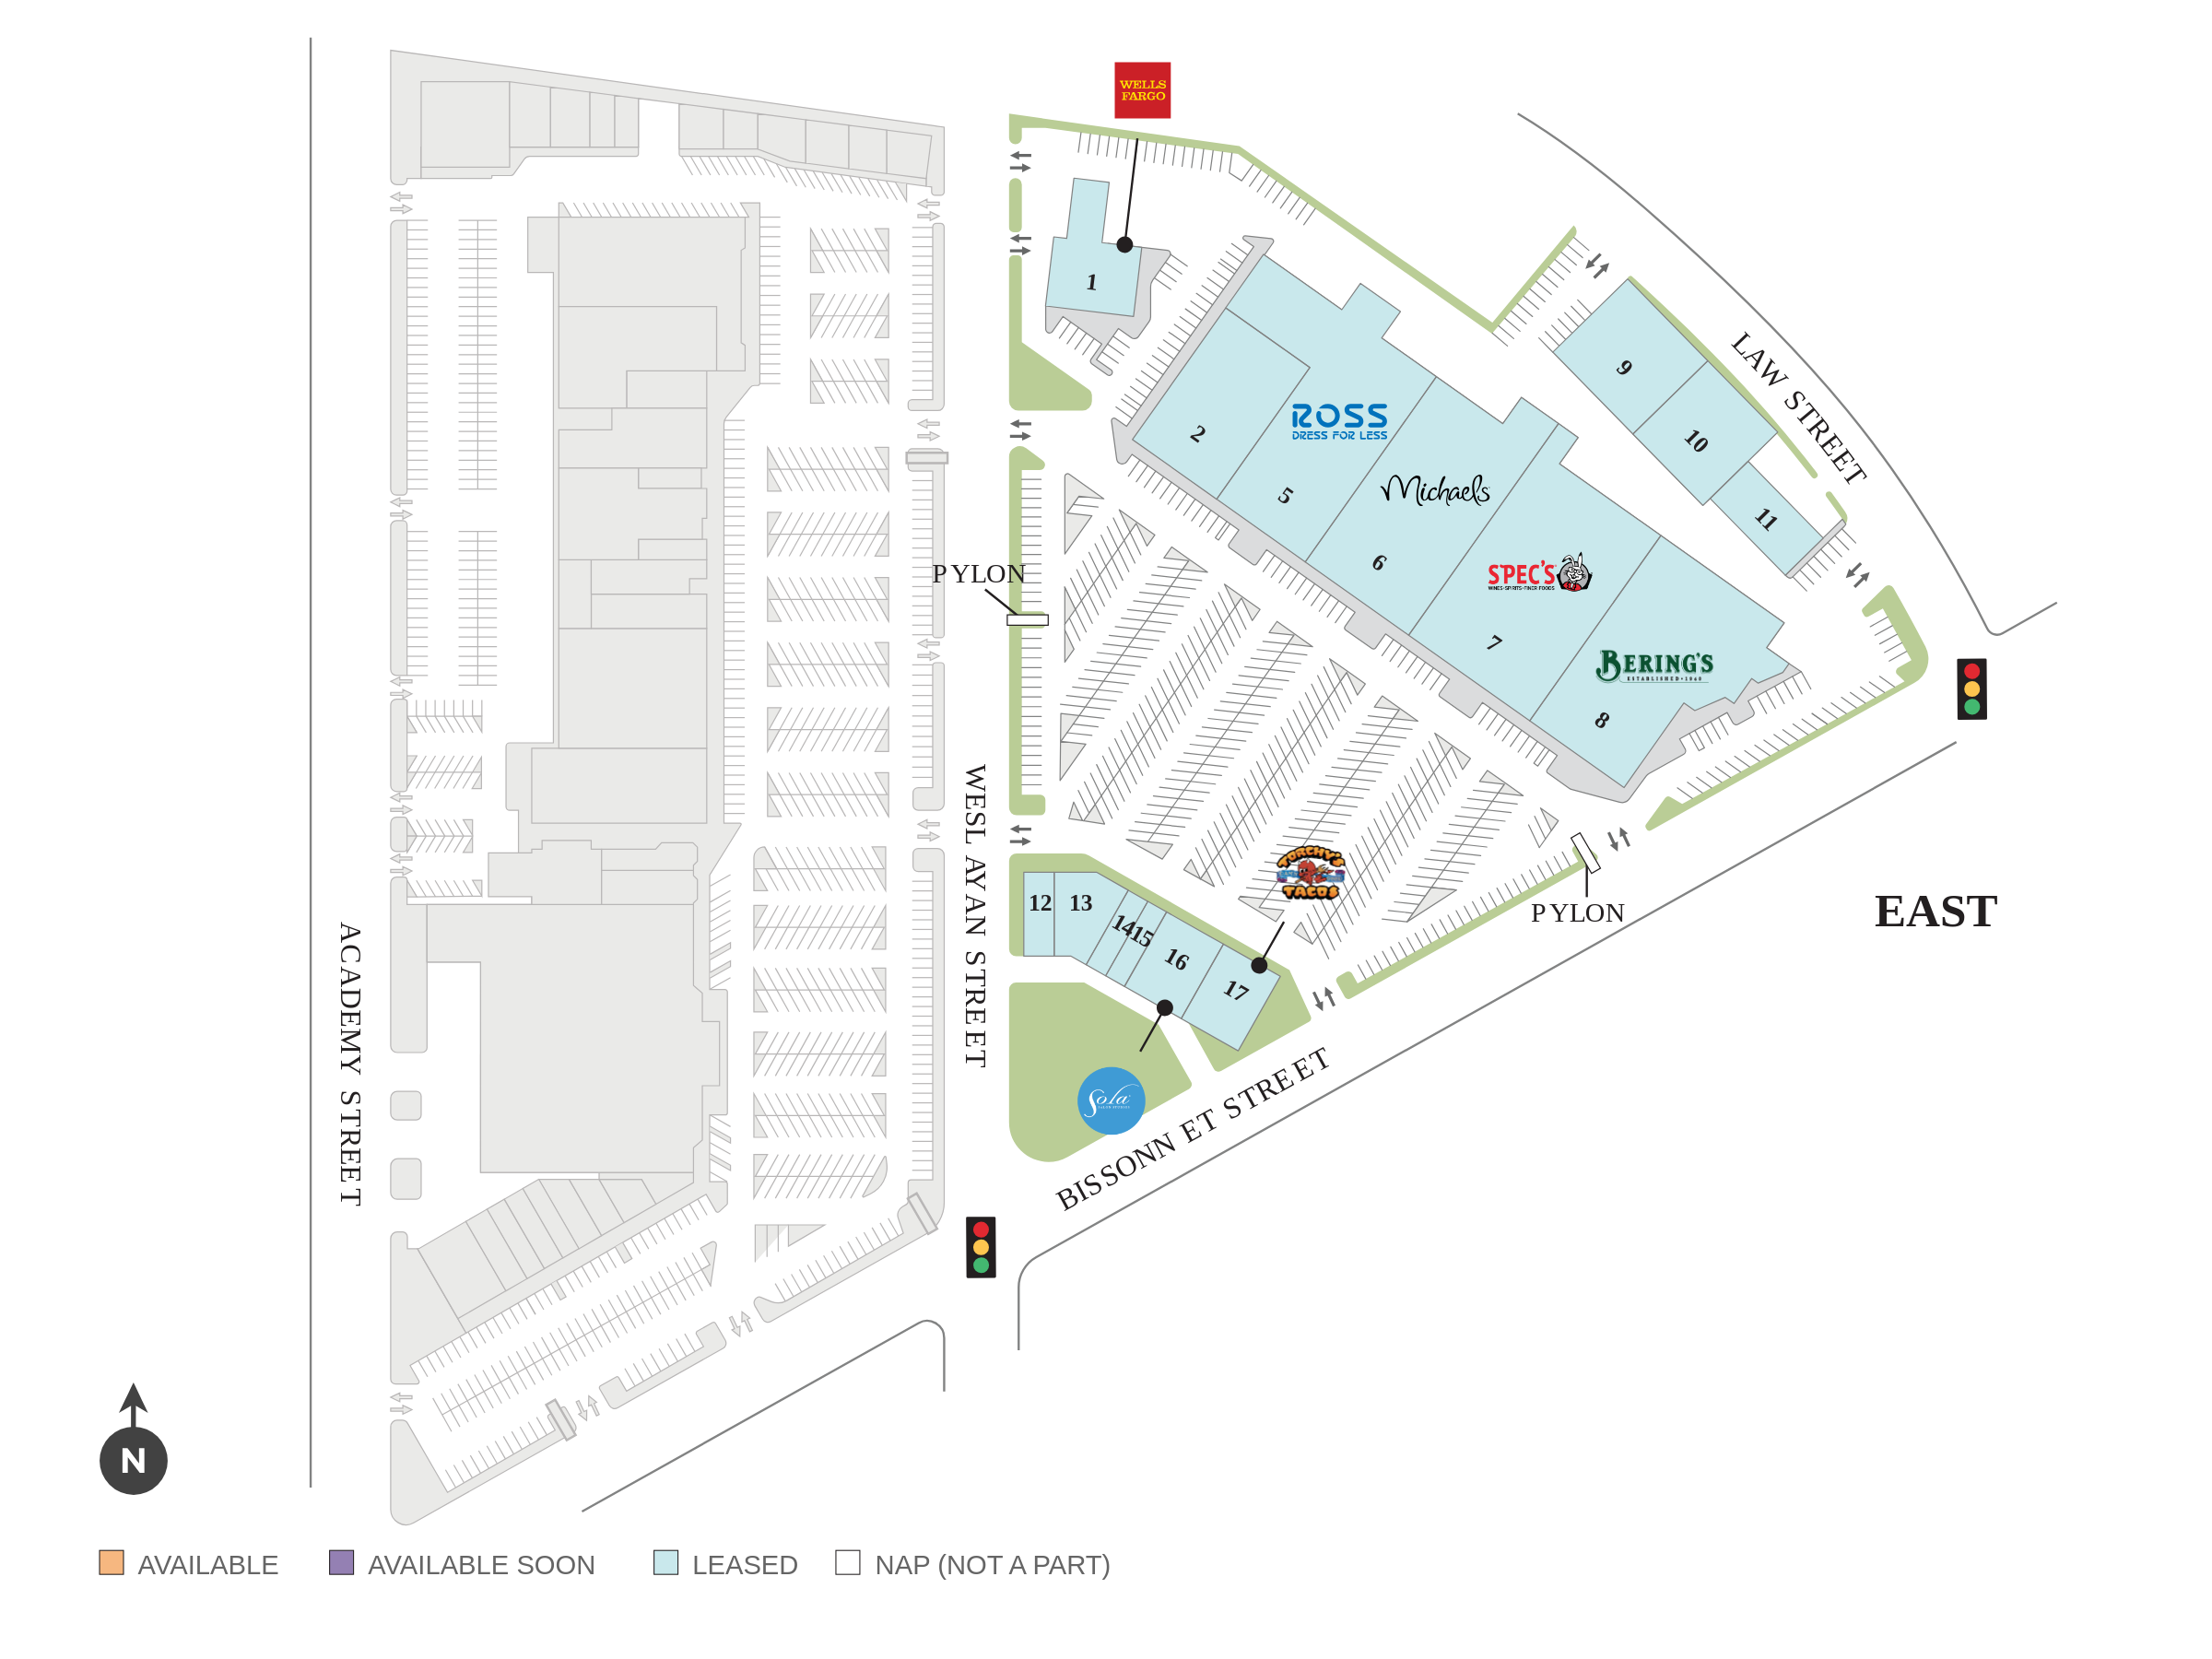 WELLS
FARGO
1
LAW STREET
9
10
11
2
ROSS
DRESS FOR LESS
5
Michaels
6
SPEC'S
WINES·SPIRITS·FINER FOODS
7
BERING'S
ESTABLISHED·1940
8
PYLON
WESLAYAN STREET
TORCHY'S
TACOS
12
13
14
15
16
17
PYLON
EAST
ACADEMY STREET
Sola
BISSONNET STREET
N
AVAILABLE
AVAILABLE SOON
LEASED
NAP (NOT A PART)